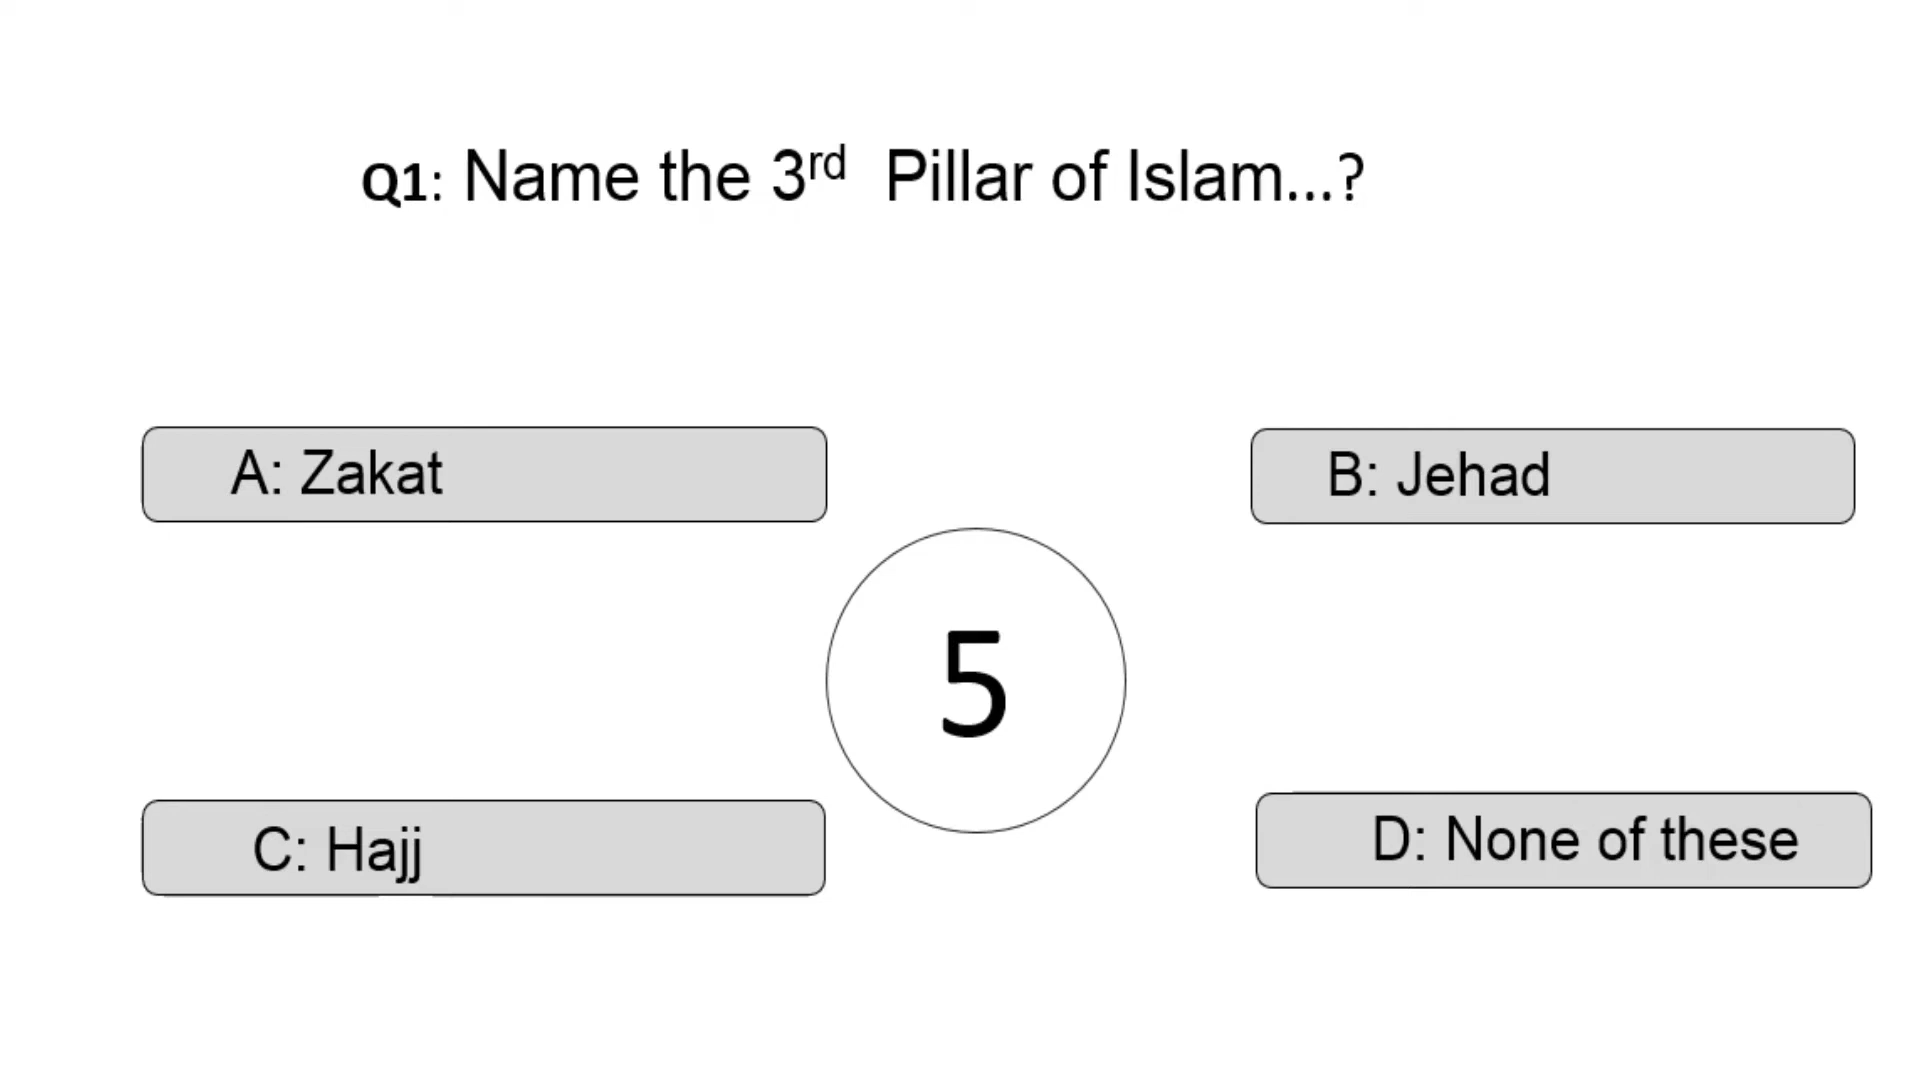 Q1: Name the 3rd Pillar of Islam...?
A: Zakat
B: Jehad
5
C: Hajj
D: None of these